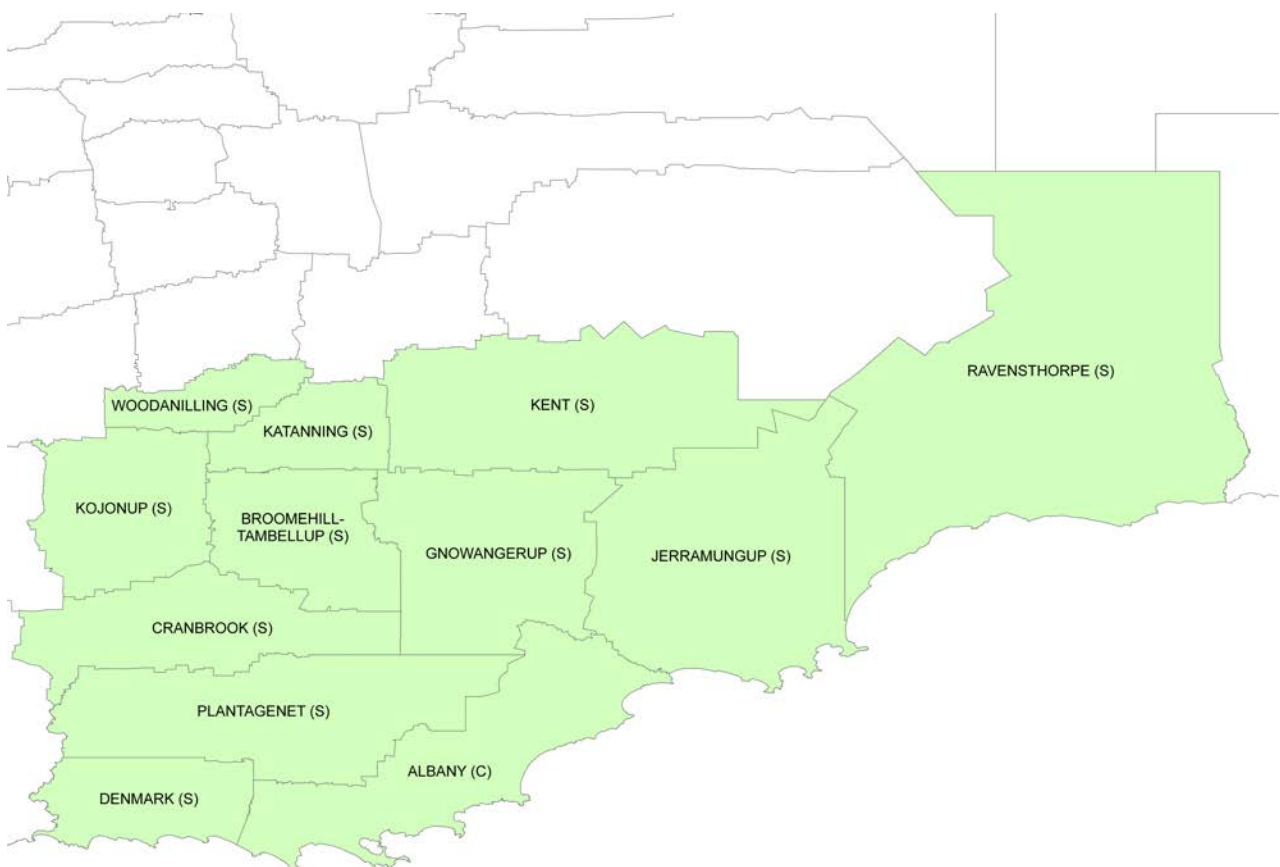 RAVENSTHORPE (S)
WOODANILLING (S)
KENT (S)
KATANNING (S)
KOJONUP (S)
BROOMEHILL-
TAMBELLUP (S)
GNOWANGERUP (S)
JERRAMUNGUP (S)
CRANBROOK (S)
PLANTAGENET (S)
ALBANY (C)
DENMARK (S)